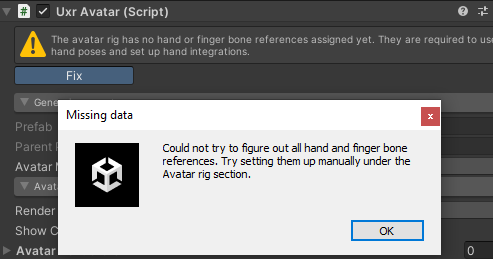 Uxr Avatar (Script)
The avatar rig has no hand or finger bone references assigned yet. They are required to use
hand poses and set up hand integrations.
Fix
Gene
Missing data
Prefab
Parent
Could not try to figure out all hand and finger bone
references. Try setting them up manually under the
Avatar rig section.
Avatar
Avata
Render
Show C
OK
Avatar
0